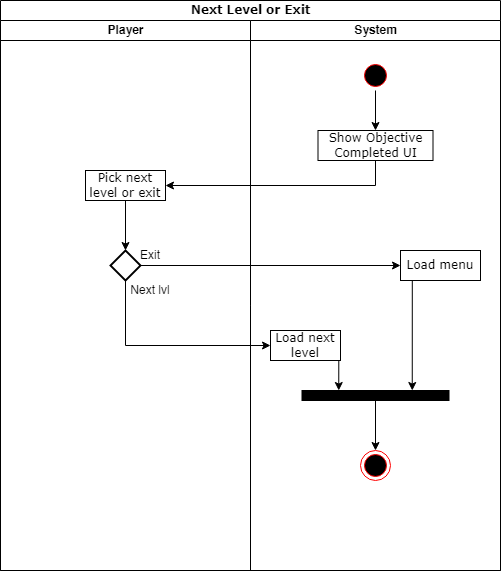 Next Level or Exit
Player
System
Show Objective
Completed UI
Pick next
level or exit
Exit
Load menu
Next lvl
Load next
level